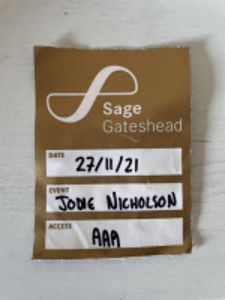 Sage
Gateshead
DATE
27/11/21
EVENT
JODIE NICHOLSON
ACCESS
AAA